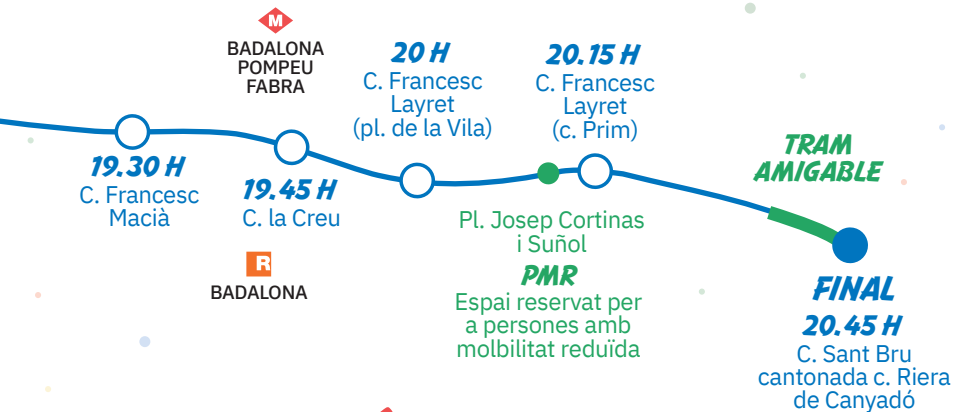 M
BADALONA
POMPEU
FABRA
19.30 H
C. Francesc
Macià
19.45 H
C. la Creu
R
BADALONA
20 H
C. Francesc
Layret
(pl. de la Vila)
20.15 H
C. Francesc
Layret
(c. Prim)
Pl. Josep Cortinas
i Suñol
PMR
Espai reservat per
a persones amb
molbilitat reduïda
TRAM
AMIGABLE
FINAL
20.45 H
C. Sant Bru
cantonada c. Riera
de Canyadó